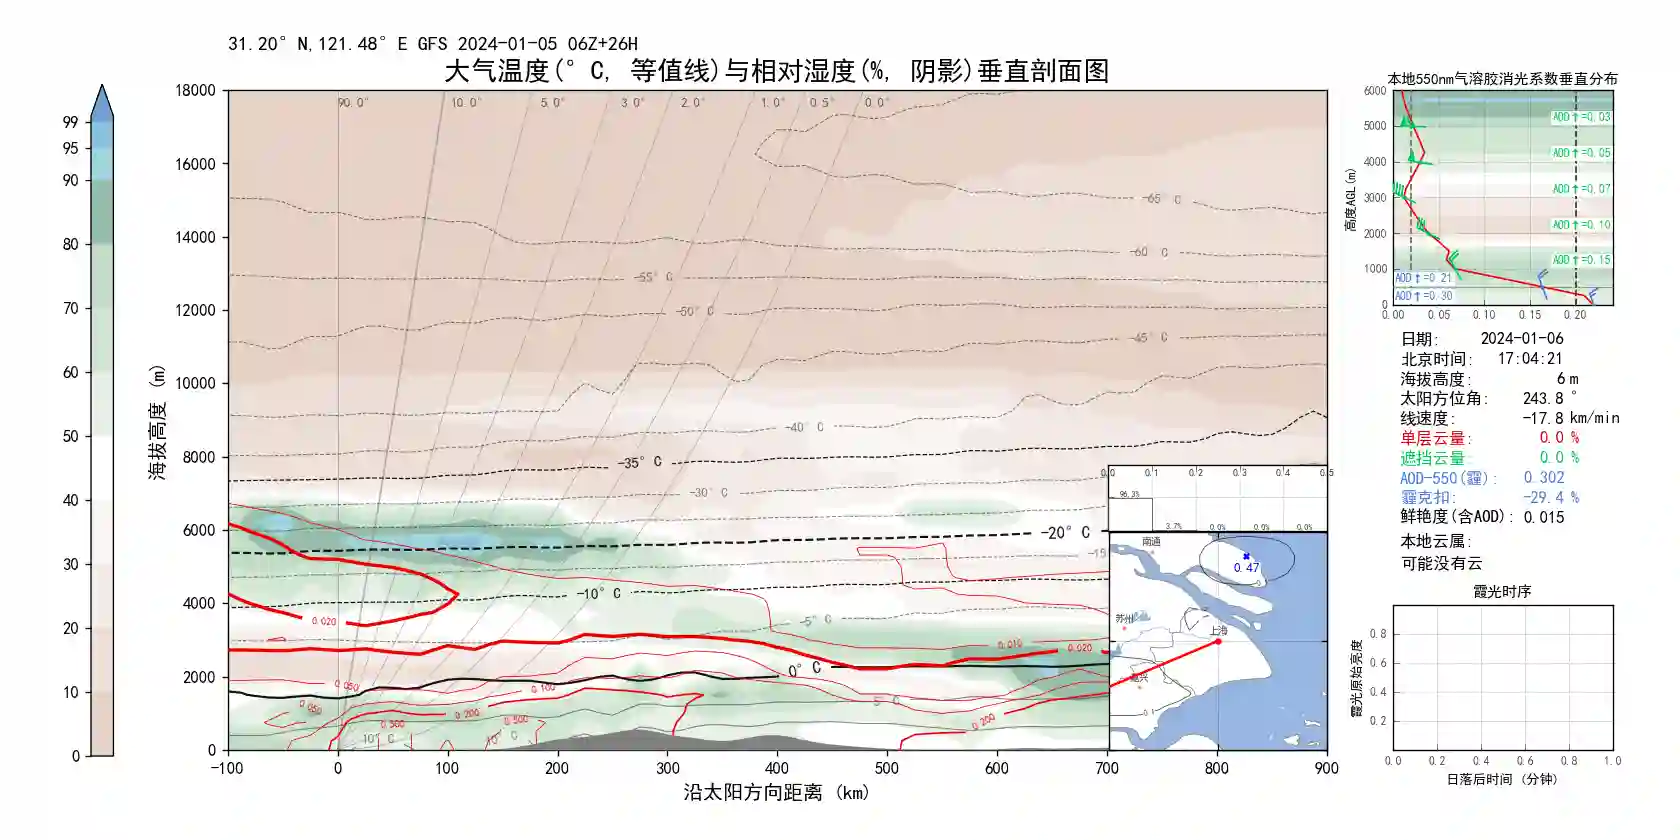 31.20° N,121.48° E GFS 2024-01-05 06Z+26H
大气温度(° C, 等值线)与相对湿度(%, 阴影)垂直剖面图
99
95
90
80
70
60
50
40
30
20
10
0
海拔高度 (m)
18000
16000
14000
12000
10000
8000
6000
4000
2000
0
90.0° 10.0° 5.0° 3.0° 2.0° 1.0° 0.5° 0.0°
-65° C
-60° C
-55° C
-50° C
-45° C
-40° C
-35° C
-30° C
-20° C
-15
-10° C
-5° C
0° C
5° C
10° C
10° C
0.020
0.010
0.020
0.050
0.100
0.050
0.200
0.500
0.500
0.200
-100 0 100 200 300 400 500 600 700 800 900
沿太阳方向距离 (km)
0.0 0.1 0.2 0.3 0.4 0.5
96.3%
3.7% 0.0% 0.0% 0.0%
南通
0.47
苏州
上海
嘉兴
本地550nm气溶胶消光系数垂直分布
高度AGL(m)
6000
5000
4000
3000
2000
1000
0
AOD↑=0.03
AOD↑=0.05
AOD↑=0.07
AOD↑=0.10
AOD↑=0.15
AOD↑=0.21
AOD↑=0.30
0.00 0.05 0.10 0.15 0.20
日期: 2024-01-06
北京时间: 17:04:21
海拔高度: 6 m
太阳方位角: 243.8 °
线速度: -17.8 km/min
单层云量: 0.0 %
遮挡云量: 0.0 %
AOD-550(霾): 0.302
霾克扣: -29.4 %
鲜艳度(含AOD): 0.015
本地云属:
可能没有云
霞光时序
霞光原始亮度
0.8
0.6
0.4
0.2
0.0 0.2 0.4 0.6 0.8 1.0
日落后时间 (分钟)